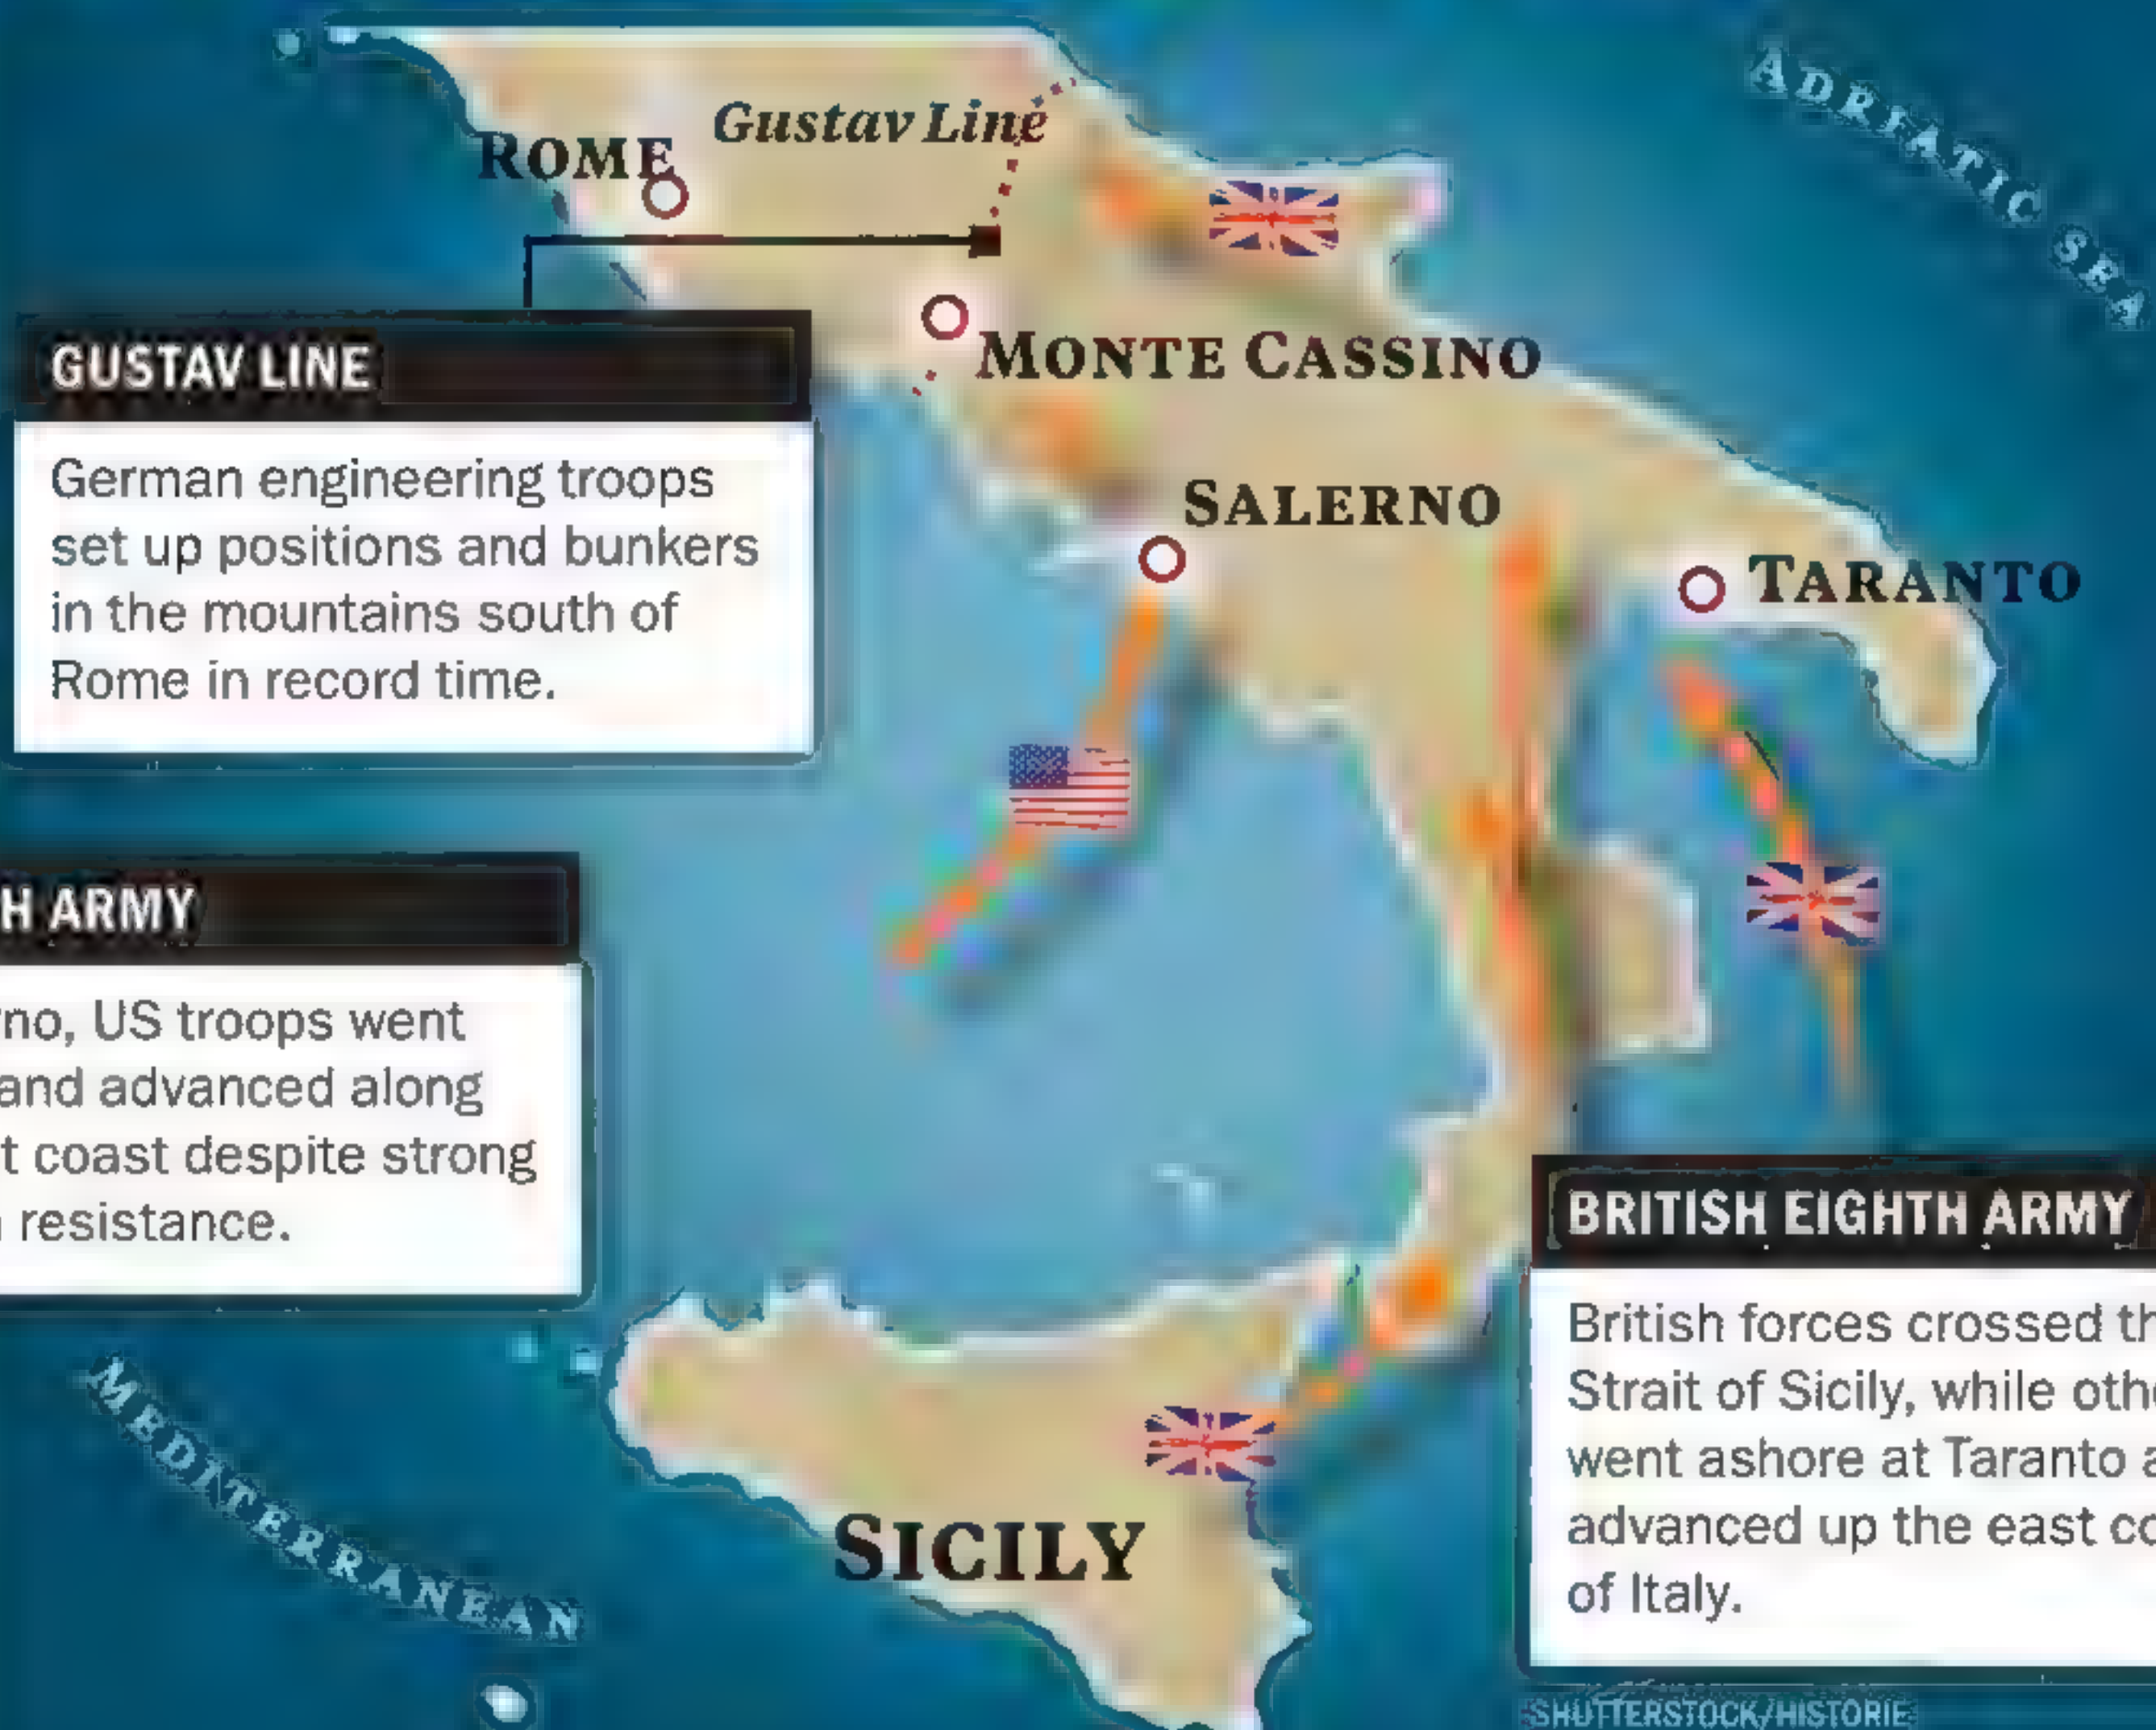 ADRIATIC SEA
Gustav Line
ROME
MONTE CASSINO
GUSTAV LINE
German engineering troops
set up positions and bunkers
in the mountains south of
Rome in record time.
SALERNO
TARANTO
H ARMY
no, US troops went
and advanced along
t coast despite strong
resistance.
BRITISH EIGHTH ARMY
British forces crossed th
Strait of Sicily, while oth
went ashore at Taranto a
advanced up the east co
of Italy.
MEDITERRANEAN
SICILY
SHUTTERSTOCK/HISTORIE